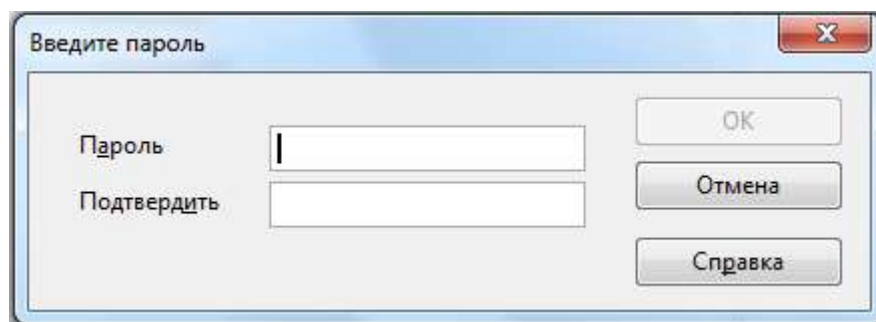 Введите пароль
Пароль
OK
Подтвердить
Отмена
Справка